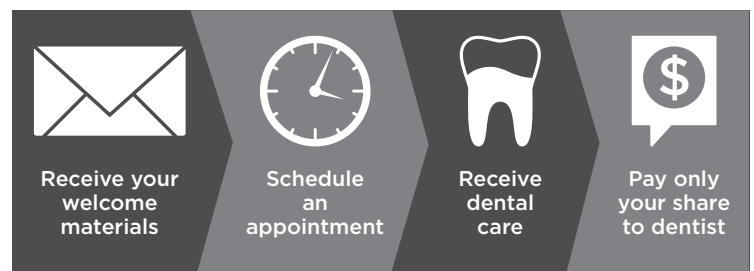 Receive your
welcome
materials
Schedule
an
appointment
Receive
dental
care
$
Pay only
your share
to dentist